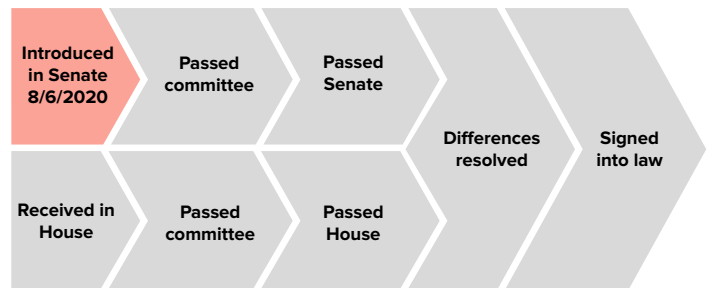 Introduced
in Senate
8/6/2020
Passed
committee
Passed
Senate
Differences
resolved
Signed
into law
Received in
House
Passed
committee
Passed
House